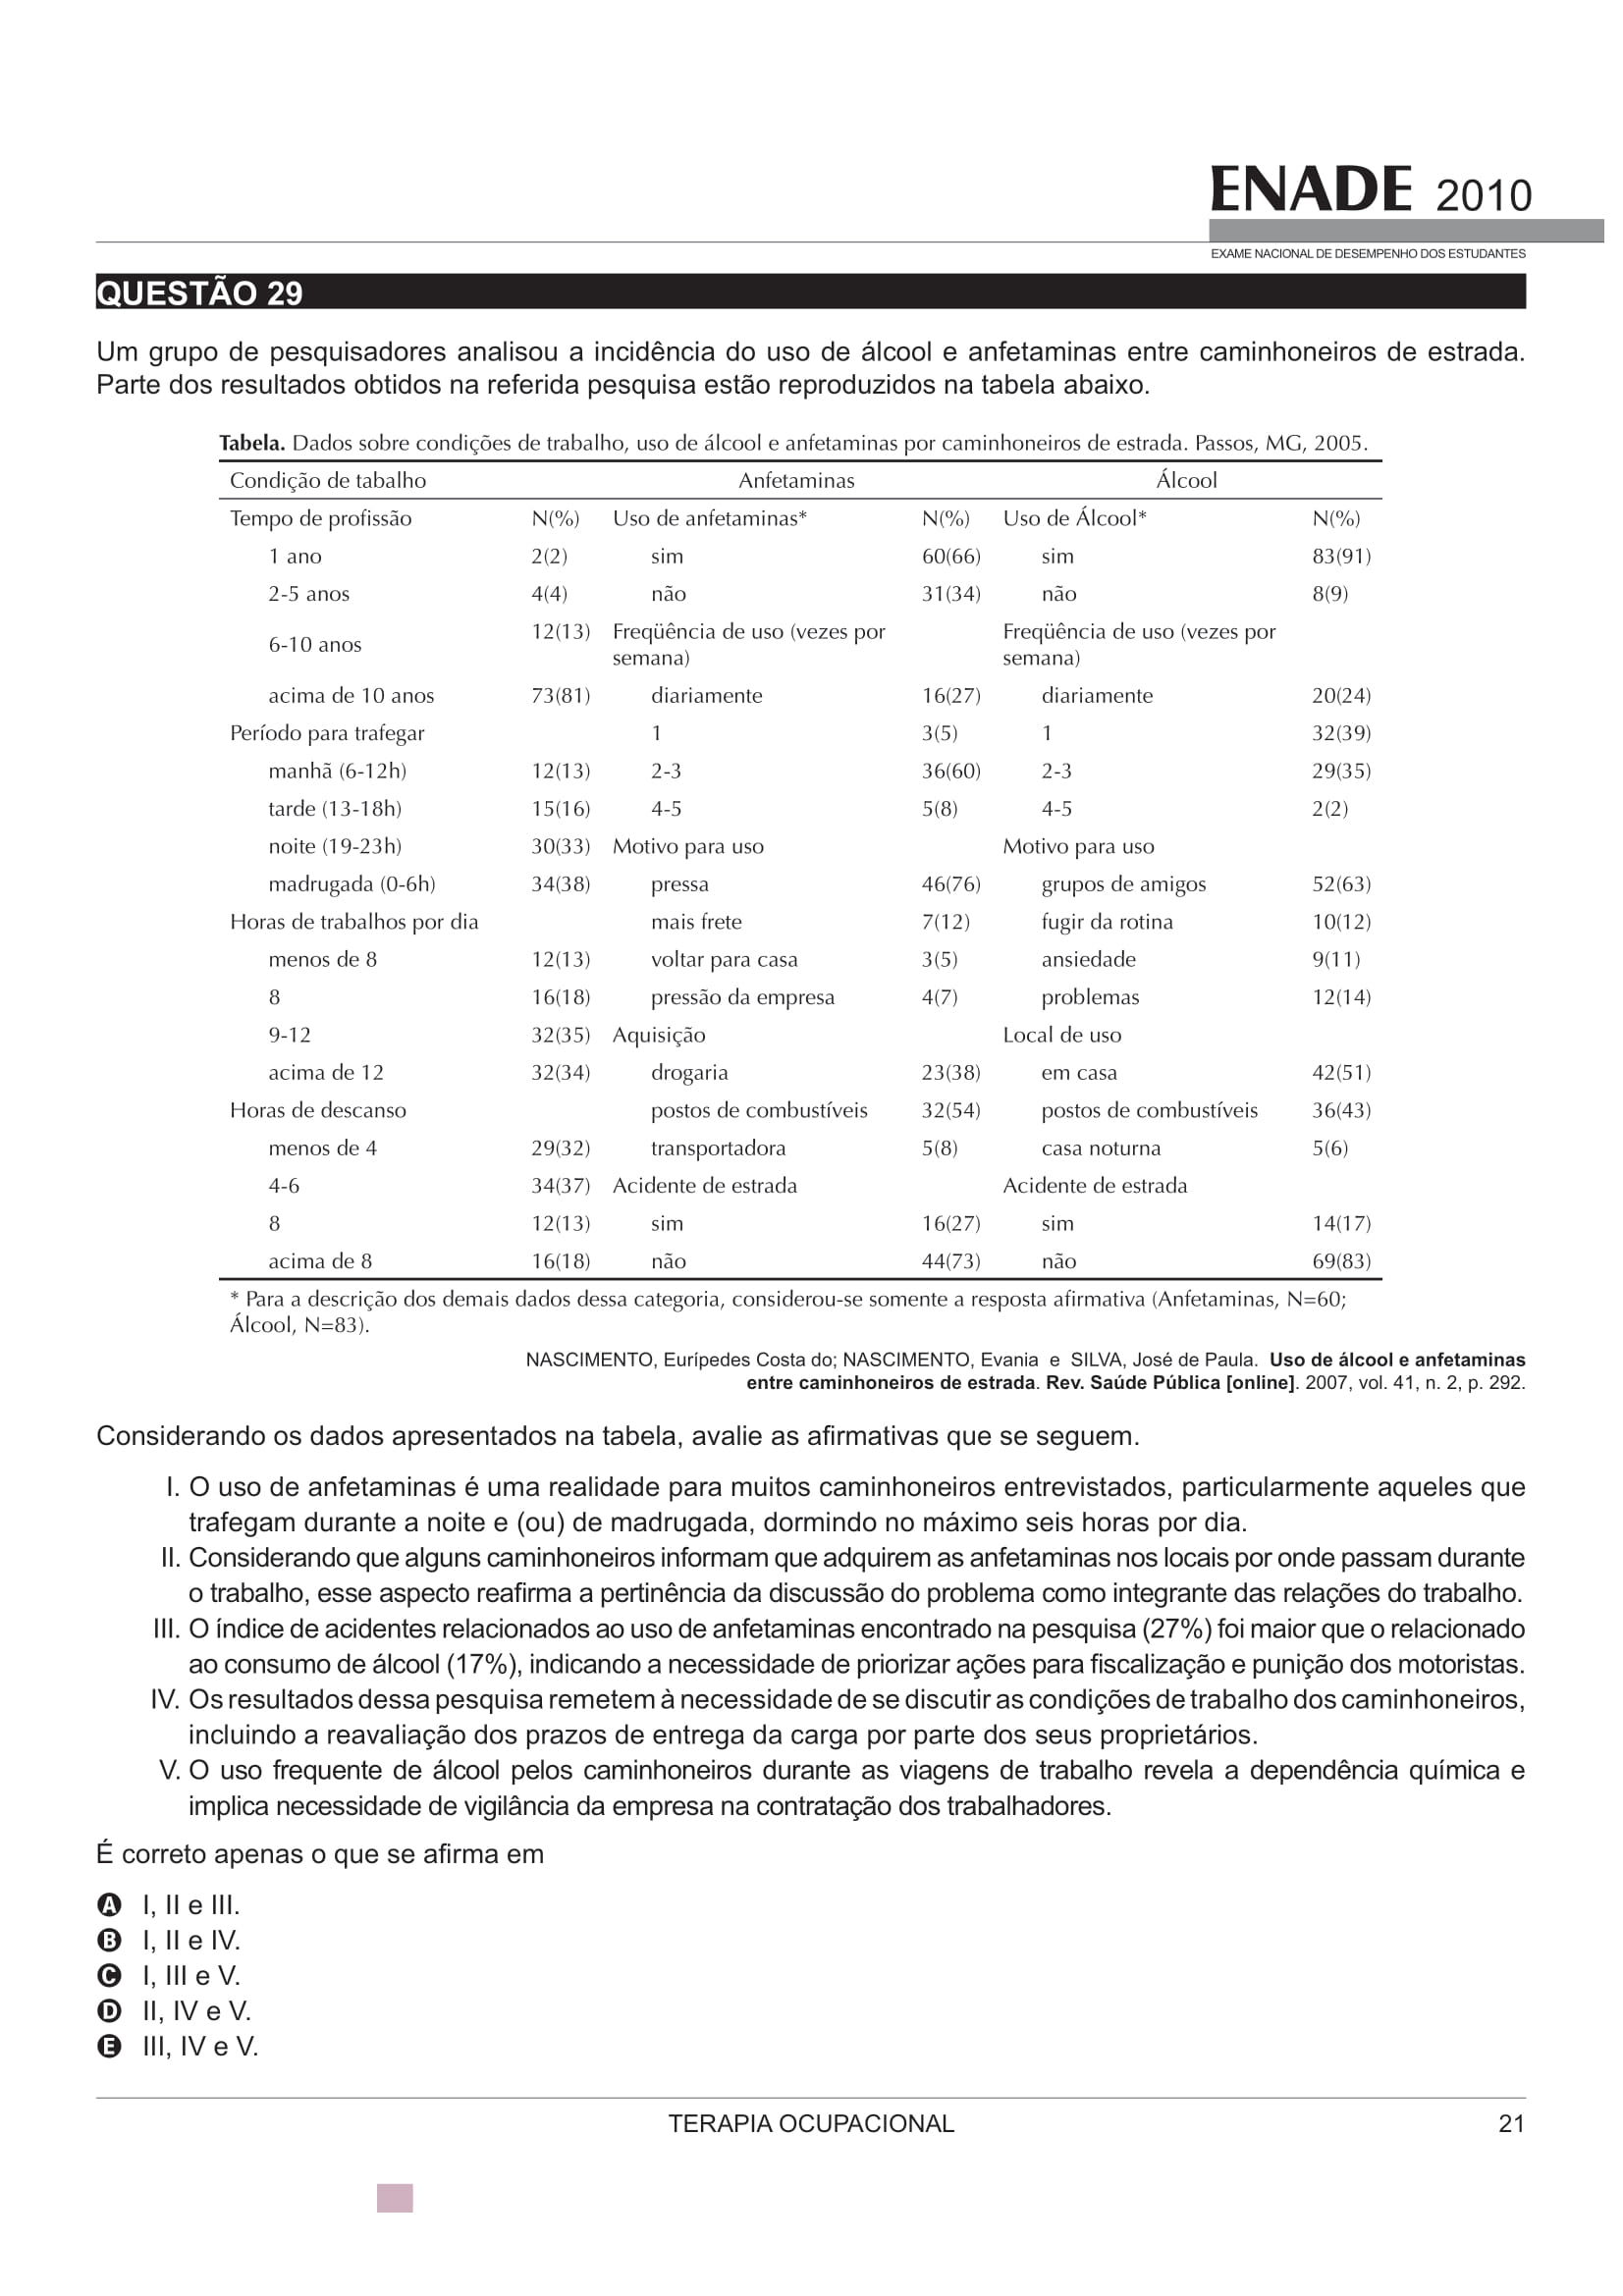 ENADE 2010
EXAME NACIONAL DE DESEMPENHO DOS ESTUDANTES
QUESTÃO 29
Um grupo de pesquisadores analisou a incidência do uso de álcool e anfetaminas entre caminhoneiros de estrada.
Parte dos resultados obtidos na referida pesquisa estão reproduzidos na tabela abaixo.
Tabela. Dados sobre condições de trabalho, uso de álcool e anfetaminas por caminhoneiros de estrada. Passos, MG, 2005.
Condição de tabalho Anfetaminas Álcool
Tempo de profissão N(%) Uso de anfetaminas* N(%) Uso de Álcool* N(%)
1 ano 2(2) sim 60(66) sim 83(91)
2-5 anos 4(4) não 31(34) não 8(9)
6-10 anos 12(13) Freqüência de uso (vezes por Freqüência de uso (vezes por
semana) semana)
acima de 10 anos 73(81) diariamente 16(27) diariamente 20(24)
Período para trafegar 1 3(5) 1 32(39)
manhã (6-12h) 12(13) 2-3 36(60) 2-3 29(35)
tarde (13-18h) 15(16) 4-5 5(8) 4-5 2(2)
noite (19-23h) 30(33) Motivo para uso Motivo para uso
madrugada (0-6h) 34(38) pressa 46(76) grupos de amigos 52(63)
Horas de trabalhos por dia mais frete 7(12) fugir da rotina 10(12)
menos de 8 12(13) voltar para casa 3(5) ansiedade 9(11)
8 16(18) pressão da empresa 4(7) problemas 12(14)
9-12 32(35) Aquisição Local de uso
acima de 12 32(34) drogaria 23(38) em casa 42(51)
Horas de descanso postos de combustíveis 32(54) postos de combustíveis 36(43)
menos de 4 29(32) transportadora 5(8) casa noturna 5(6)
4-6 34(37) Acidente de estrada Acidente de estrada
8 12(13) sim 16(27) sim 14(17)
acima de 8 16(18) não 44(73) não 69(83)
* Para a descrição dos demais dados dessa categoria, considerou-se somente a resposta afirmativa (Anfetaminas, N=60;
Álcool, N=83).
NASCIMENTO, Eurípedes Costa do; NASCIMENTO, Evania e SILVA, José de Paula. Uso de álcool e anfetaminas
entre caminhoneiros de estrada. Rev. Saúde Pública [online]. 2007, vol. 41, n. 2, p. 292.
Considerando os dados apresentados na tabela, avalie as afirmativas que se seguem.
I. O uso de anfetaminas é uma realidade para muitos caminhoneiros entrevistados, particularmente aqueles que
trafegam durante a noite e (ou) de madrugada, dormindo no máximo seis horas por dia.
II. Considerando que alguns caminhoneiros informam que adquirem as anfetaminas nos locais por onde passam durante
o trabalho, esse aspecto reafirma a pertinência da discussão do problema como integrante das relações do trabalho.
III. O índice de acidentes relacionados ao uso de anfetaminas encontrado na pesquisa (27%) foi maior que o relacionado
ao consumo de álcool (17%), indicando a necessidade de priorizar ações para fiscalização e punição dos motoristas.
IV. Os resultados dessa pesquisa remetem à necessidade de se discutir as condições de trabalho dos caminhoneiros,
incluindo a reavaliação dos prazos de entrega da carga por parte dos seus proprietários.
V. O uso frequente de álcool pelos caminhoneiros durante as viagens de trabalho revela a dependência química e
implica necessidade de vigilância da empresa na contratação dos trabalhadores.
É correto apenas o que se afirma em
A I, II e III.
B I, II e IV.
C I, III e V.
D II, IV e V.
E III, IV e V.
TERAPIA OCUPACIONAL 21